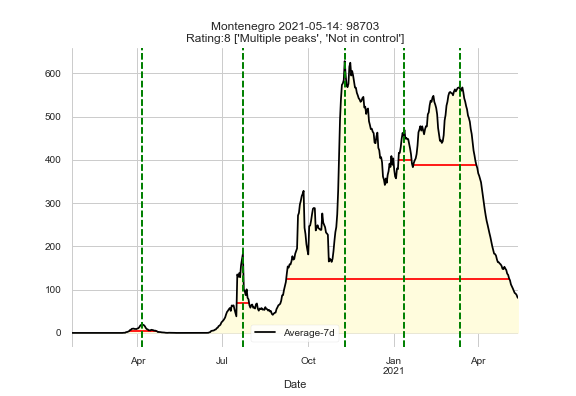 Montenegro 2021-05-14: 98703
Rating:8 ['Multiple peaks', 'Not in control']
600
500
400
300
200
100
0
Average-7d
Apr
Jul
Oct
Jan
2021
Apr
Date